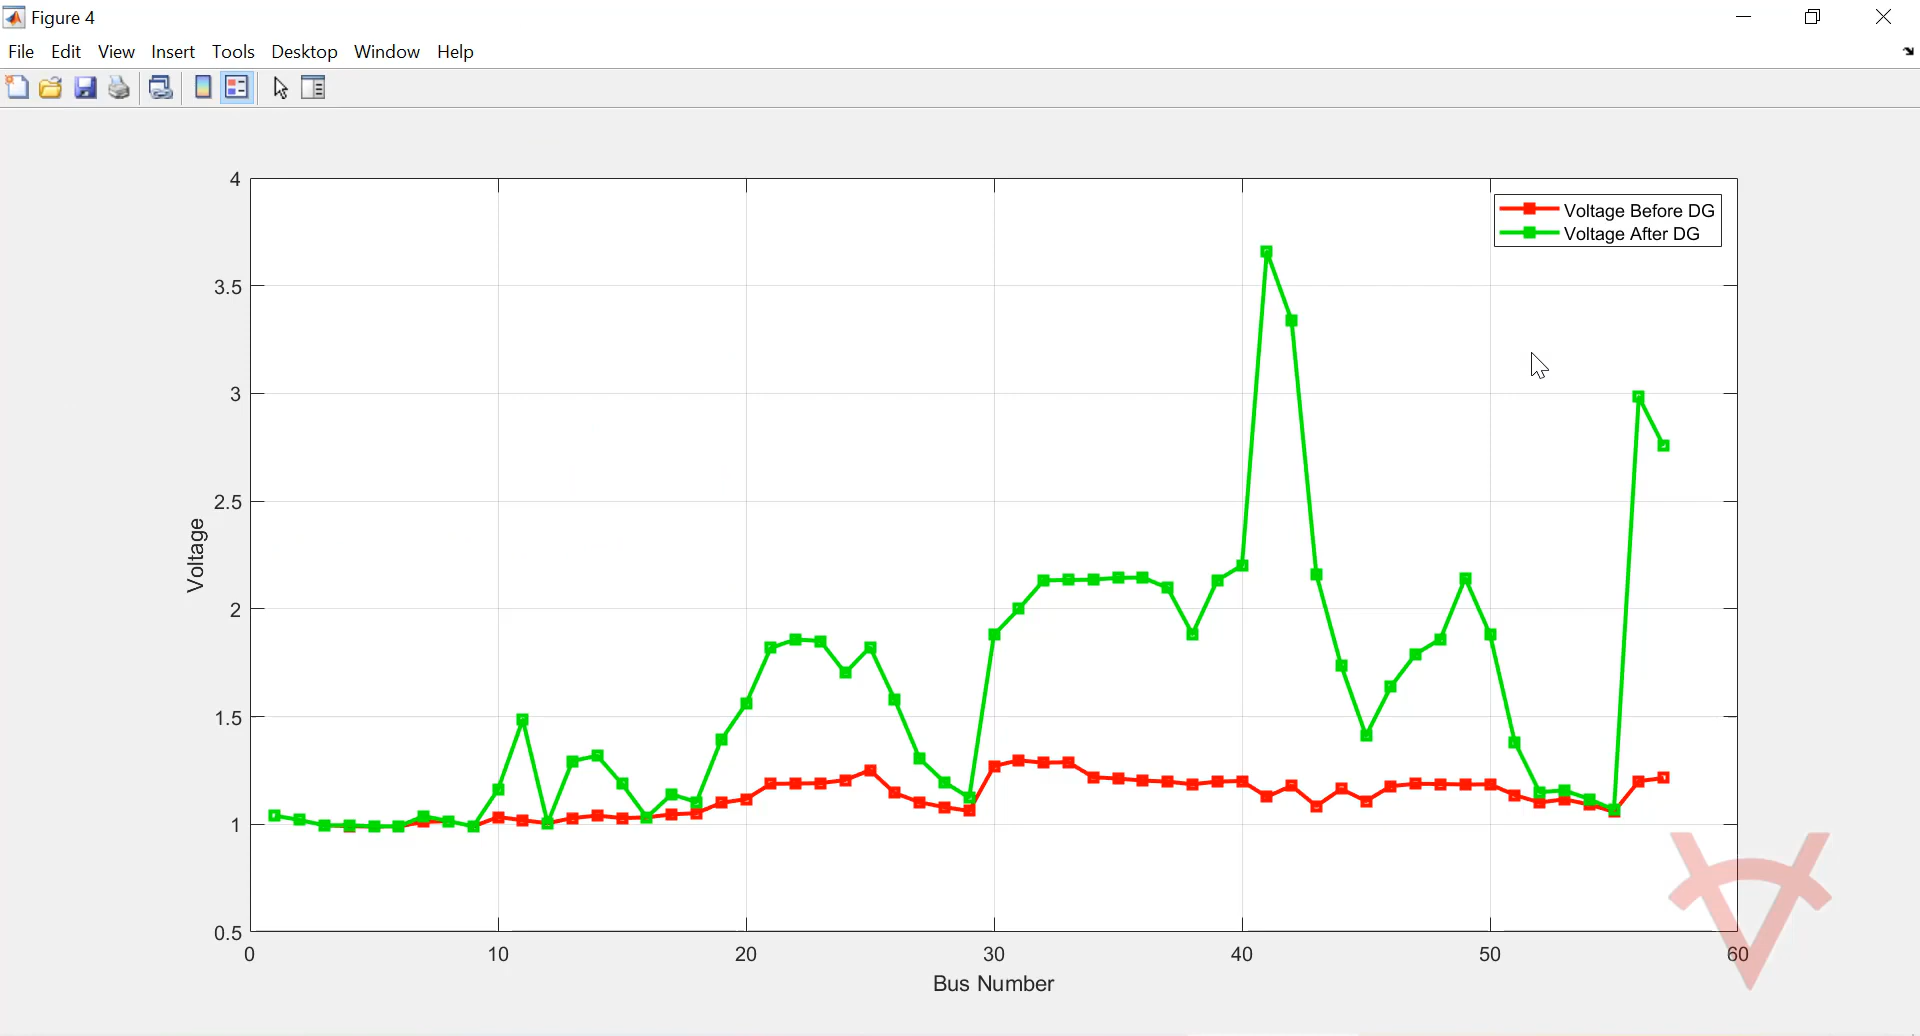 Figure 4
File Edit View Insert Tools Desktop Window Help
4
3.5
3
2.5
2
1.5
1
0.5
Voltage
Voltage Before DG
Voltage After DG
0 10 20 30 40 50 60
Bus Number